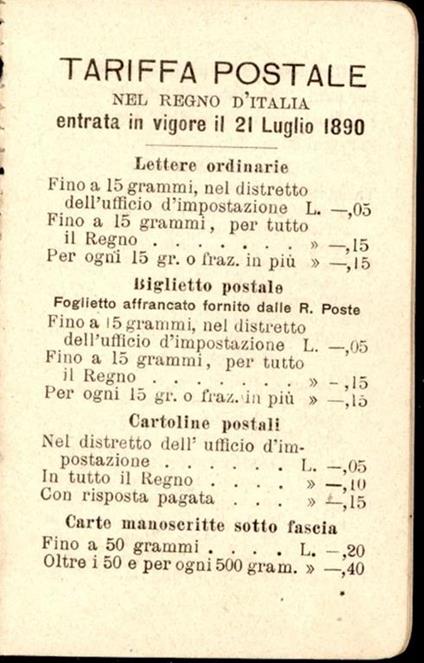 TARIFFA POSTALE
NEL REGNO D'ITALIA
entrata in vigore il 21 Luglio 1890
Lettere ordinarie
Fino a 15 grammi, nel distretto
dell'ufficio d'impostazione L. —,05
Fino a 15 grammi, per tutto
il Regno . . . . . . . » —,15
Per ogni 15 gr. o fraz. in più » —,15
Biglietto postale
Foglietto affrancato fornito dalle R. Poste
Fino a 15 grammi, nel distretto
dell'ufficio d'impostazione L. —,05
Fino a 15 grammi, per tutto
il Regno . . . . . . . » -,15
Per ogni 15 gr. o fraz. in più » —,15
Cartoline postali
Nel distretto dell' ufficio d'im-
postazione . . . . . . L. —,05
In tutto il Regno . . . . » —,10
Con risposta pagata . . . » —,15
Carte manoscritte sotto fascia
Fino a 50 grammi . . . . L. —,20
Oltre i 50 e per ogni 500 gram. » —,40